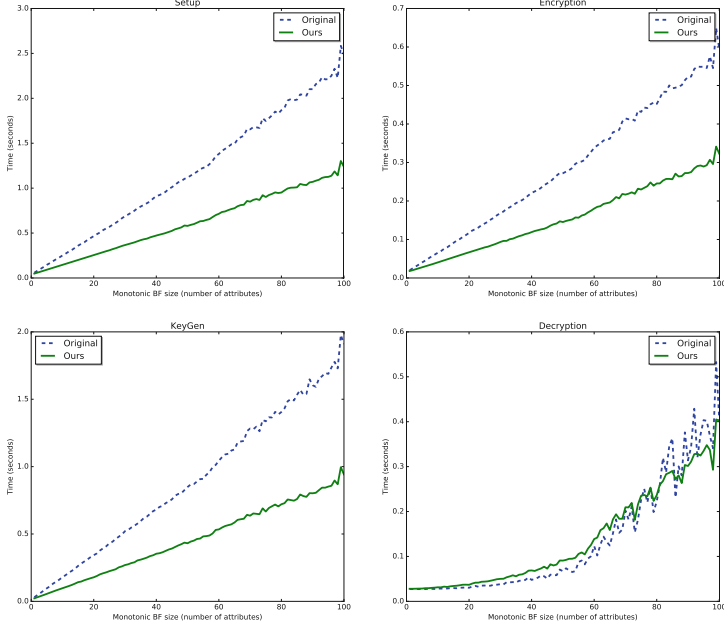 Setup
3.0
2.5
2.0
1.5
1.0
0.5
0.0
Time (seconds)
0 20 40 60 80 100
Monotonic BF size (number of attributes)
Original
Ours
Encryption
0.7
0.6
0.5
0.4
0.3
0.2
0.1
0.0
Time (seconds)
0 20 40 60 80 100
Monotonic BF size (number of attributes)
Original
Ours
KeyGen
2.0
1.5
1.0
0.5
0.0
Time (seconds)
0 20 40 60 80 100
Monotonic BF size (number of attributes)
Original
Ours
Decryption
0.6
0.5
0.4
0.3
0.2
0.1
0.0
Time (seconds)
0 20 40 60 80 100
Monotonic BF size (number of attributes)
Original
Ours